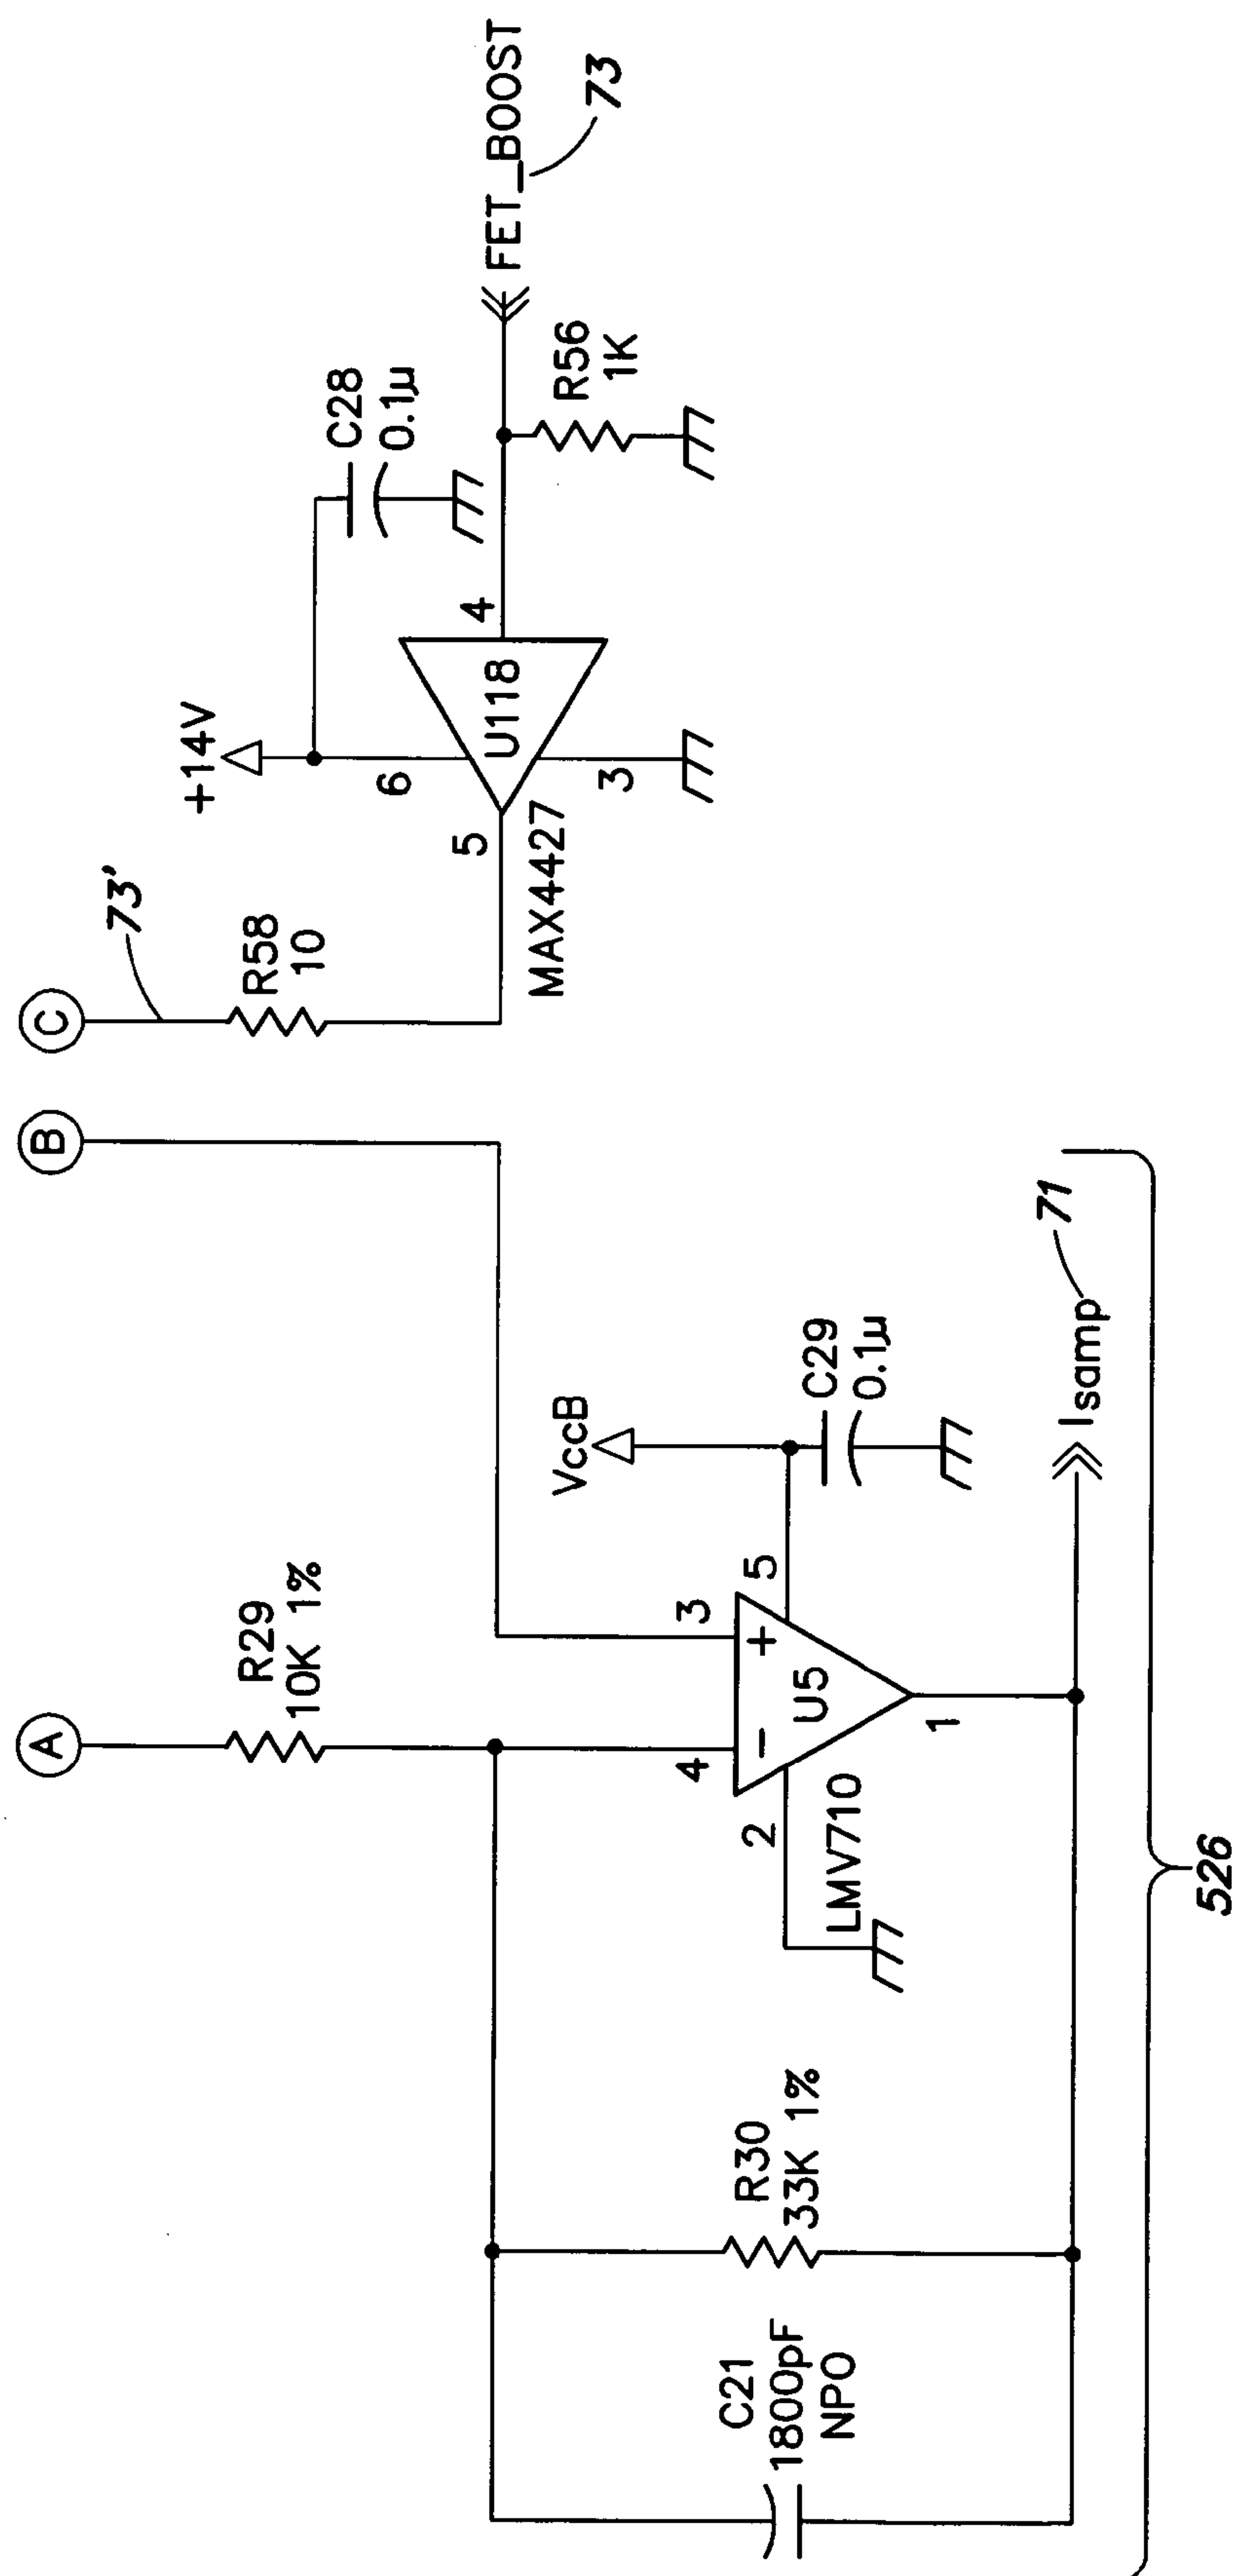 A
R29
10K 1%
C21
1800pF
NPO
R30
33K 1%
4
3
−
+
U5
2
5
1
LMV710
VccB
C29
0.1µ
Isamp
71
526
B
C
73'
R58
10
+14V
6
5
U118
4
3
MAX4427
C28
0.1µ
R56
1K
FET_BOOST
73